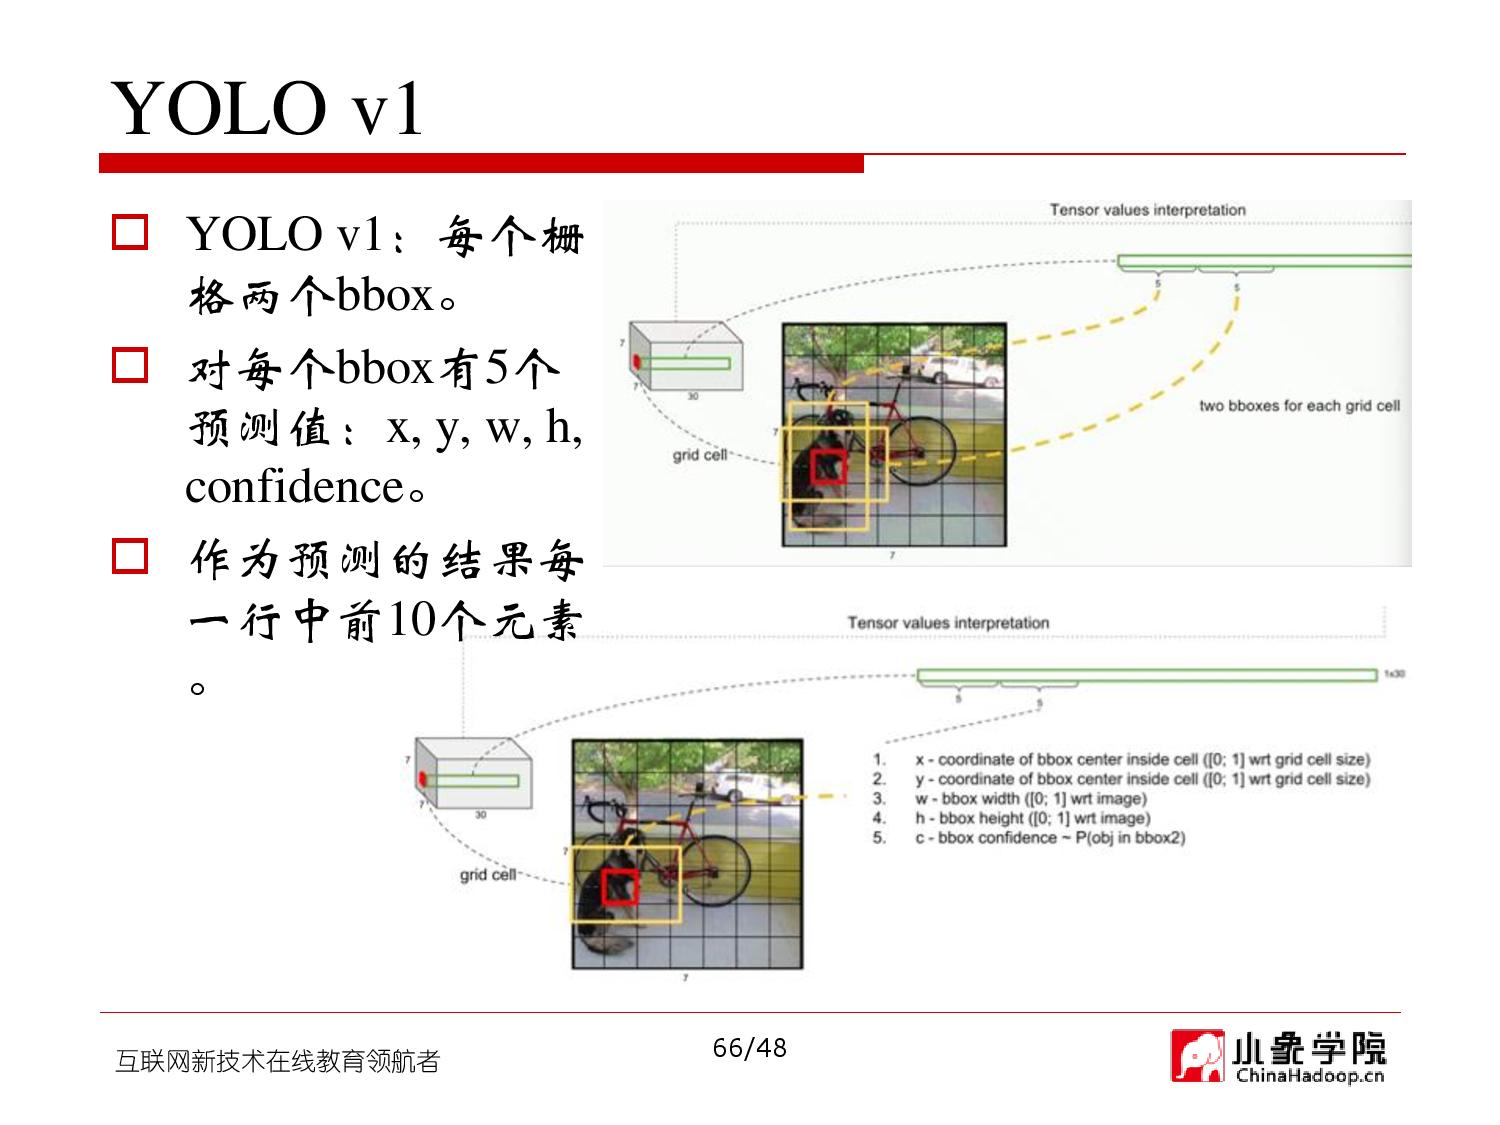 YOLO v1
YOLO v1：每个栅
格两个bbox。
对每个bbox有5个
预测值：x, y, w, h,
confidence。
作为预测的结果每
一行中前10个元素
。
Tensor values interpretation
5
5
7
7
30
two bboxes for each grid cell
7
grid cell
7
Tensor values interpretation
1x30
5
5
7
7
30
1. x - coordinate of bbox center inside cell ([0; 1] wrt grid cell size)
2. y - coordinate of bbox center inside cell ([0; 1] wrt grid cell size)
3. w - bbox width ([0; 1] wrt image)
4. h - bbox height ([0; 1] wrt image)
5. c - bbox confidence ~ P(obj in bbox2)
7
grid cell
7
互联网新技术在线教育领航者
66/48
小象学院
ChinaHadoop.cn